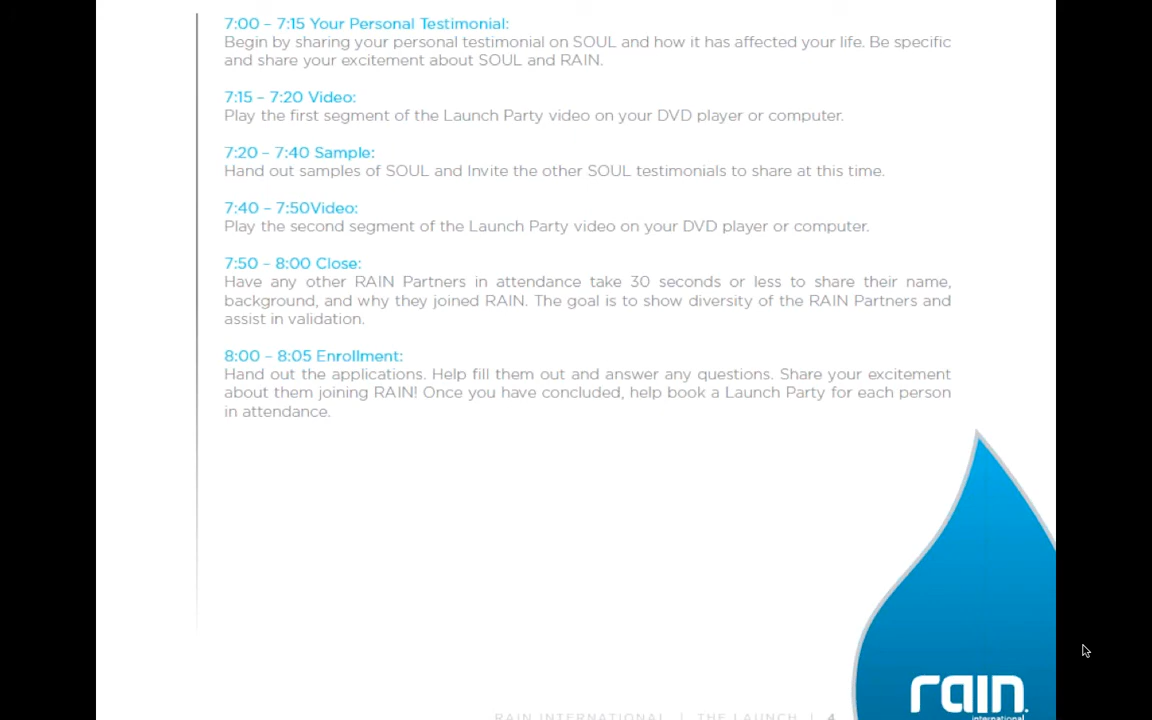 7:00 – 7:15 Your Personal Testimonial:
Begin by sharing your personal testimonial on SOUL and how it has affected your life. Be specific
and share your excitement about SOUL and RAIN.
7:15 – 7:20 Video:
Play the first segment of the Launch Party video on your DVD player or computer.
7:20 – 7:40 Sample:
Hand out samples of SOUL and Invite the other SOUL testimonials to share at this time.
7:40 – 7:50Video:
Play the second segment of the Launch Party video on your DVD player or computer.
7:50 – 8:00 Close:
Have any other RAIN Partners in attendance take 30 seconds or less to share their name,
background, and why they joined RAIN. The goal is to show diversity of the RAIN Partners and
assist in validation.
8:00 – 8:05 Enrollment:
Hand out the applications. Help fill them out and answer any questions. Share your excitement
about them joining RAIN! Once you have concluded, help book a Launch Party for each person
in attendance.
rain.
international
RAIN INTERNATIONAL | THE LAUNCH | 4